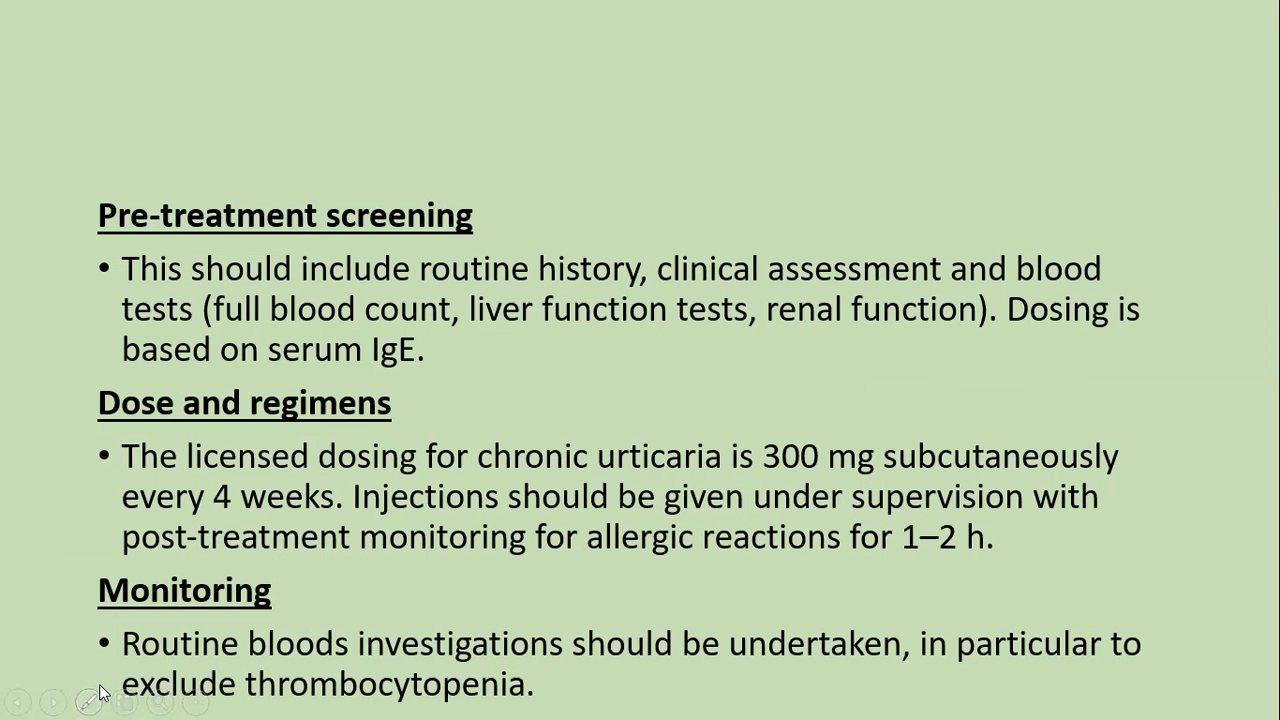 Pre-treatment screening
• This should include routine history, clinical assessment and blood
tests (full blood count, liver function tests, renal function). Dosing is
based on serum IgE.
Dose and regimens
• The licensed dosing for chronic urticaria is 300 mg subcutaneously
every 4 weeks. Injections should be given under supervision with
post-treatment monitoring for allergic reactions for 1–2 h.
Monitoring
• Routine bloods investigations should be undertaken, in particular to
exclude thrombocytopenia.